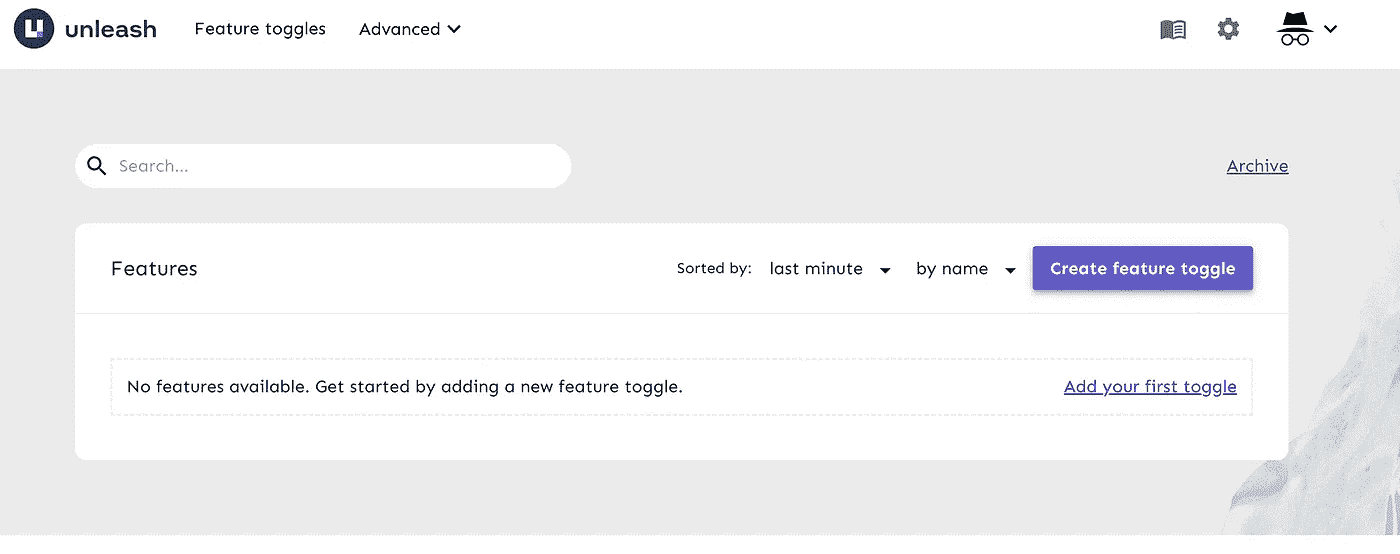 unleash Feature toggles Advanced
Search... Archive
Features Sorted by: last minute by name Create feature toggle
No features available. Get started by adding a new feature toggle. Add your first toggle